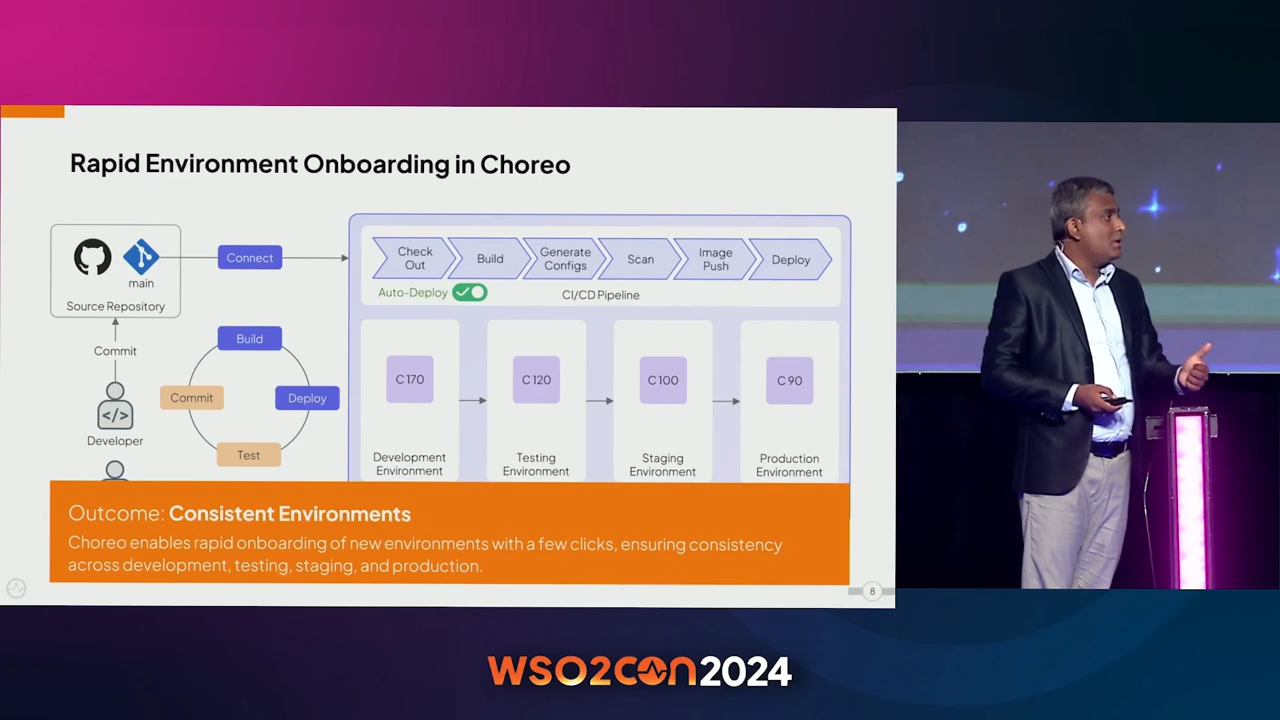 Rapid Environment Onboarding in Choreo
main
Source Repository
Connect
Check
Out
Build
Generate
Configs
Scan
Image
Push
Deploy
Auto-Deploy
CI/CD Pipeline
Commit
Developer
Build
Commit
Deploy
Test
C 170
Development
Environment
C 120
Testing
Environment
C 100
Staging
Environment
C 90
Production
Environment
Outcome: Consistent Environments
Choreo enables rapid onboarding of new environments with a few clicks, ensuring consistency
across development, testing, staging, and production.
8
WSO2CON2024